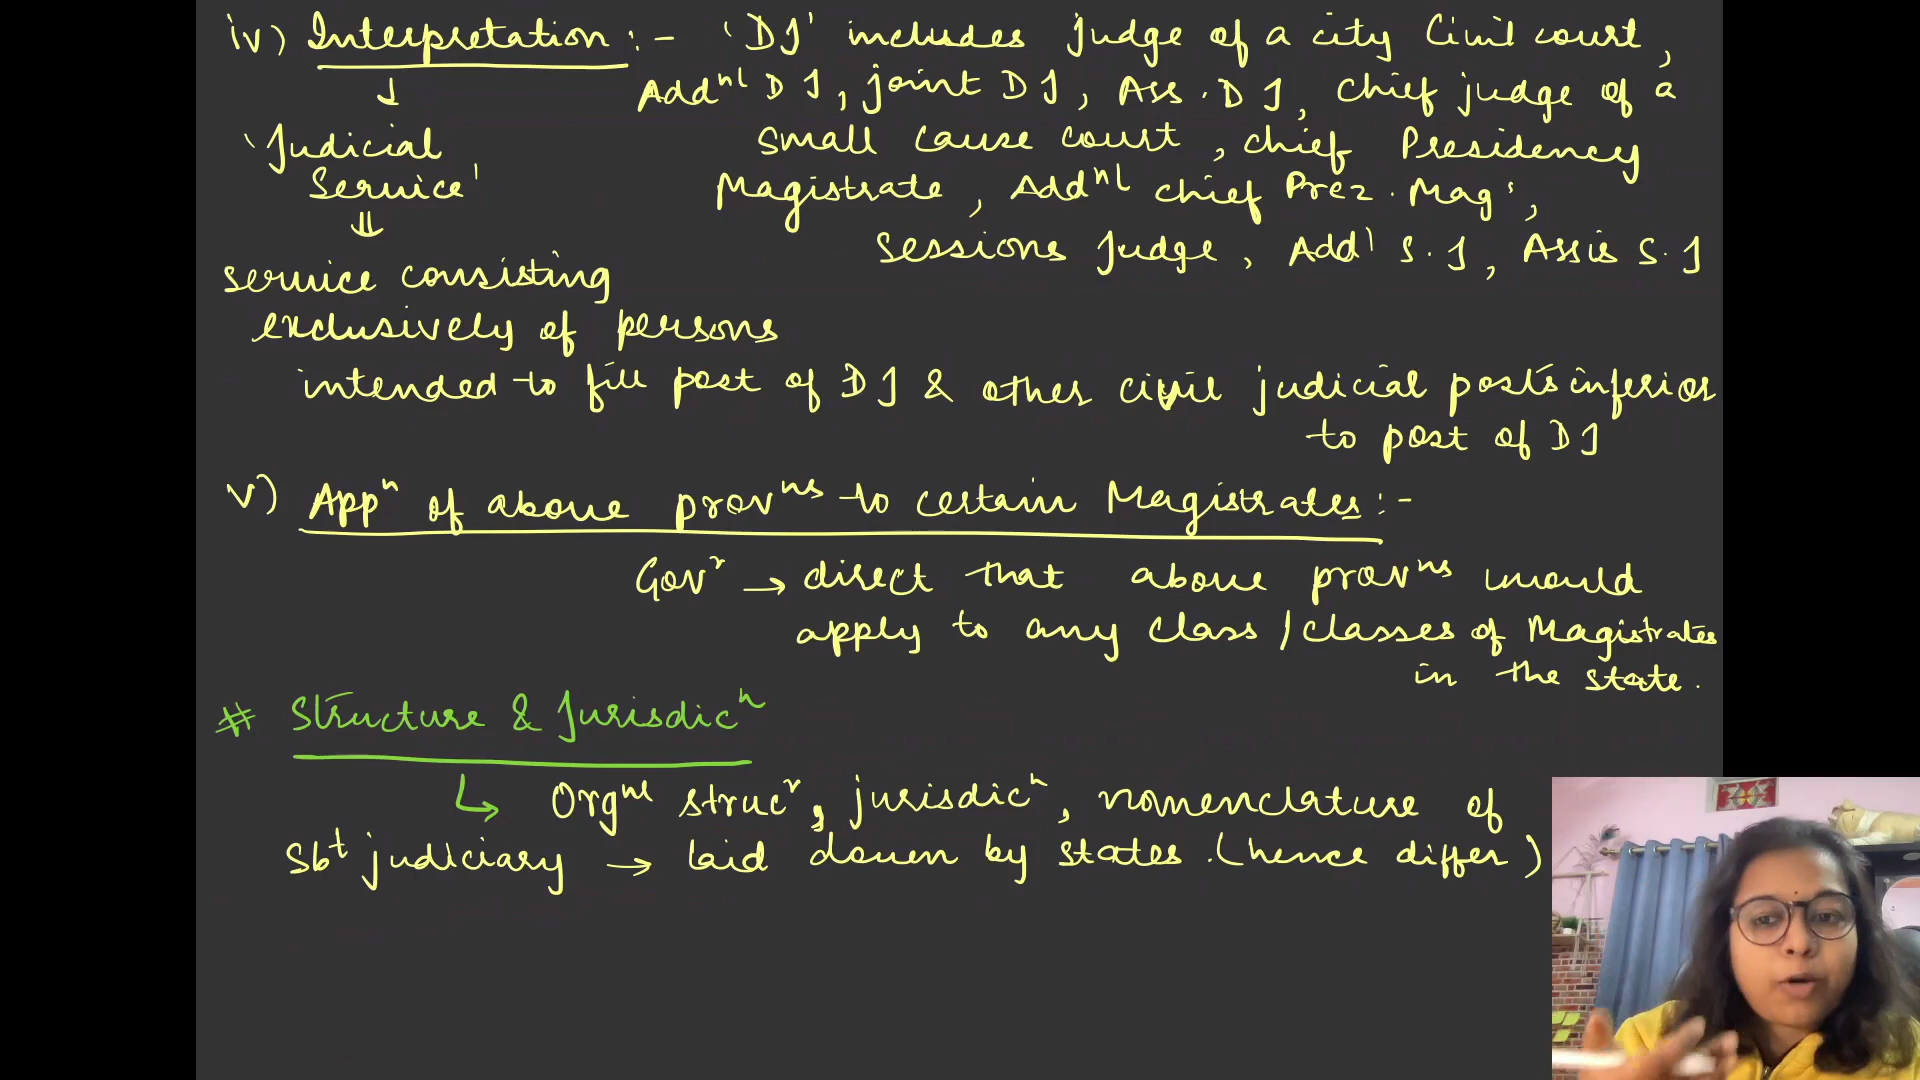 iv) Interpretation :- 'DJ' includes judge of a city Civil court,
Addnl DJ, joint DJ, Ass. DJ, chief judge of a
small cause court, chief Presidency
Magistrate, Addnl chief Prez. Mag',
sessions judge, Addl S.J, Assis S.J
↓
'Judicial
Service'
⇓
service consisting
exclusively of persons
intended to fill post of DJ & other civil judicial posts inferior
to post of DJ
v) Appn of above provns to certain Magistrates :-
Govr → direct that above provns would
apply to any class/classes of Magistrates
in the state.
# Structure & Jurisdicn
↳ Orgnl strucr, jurisdicn, nomenclature of
Sbt judiciary → laid down by states. (hence differ)